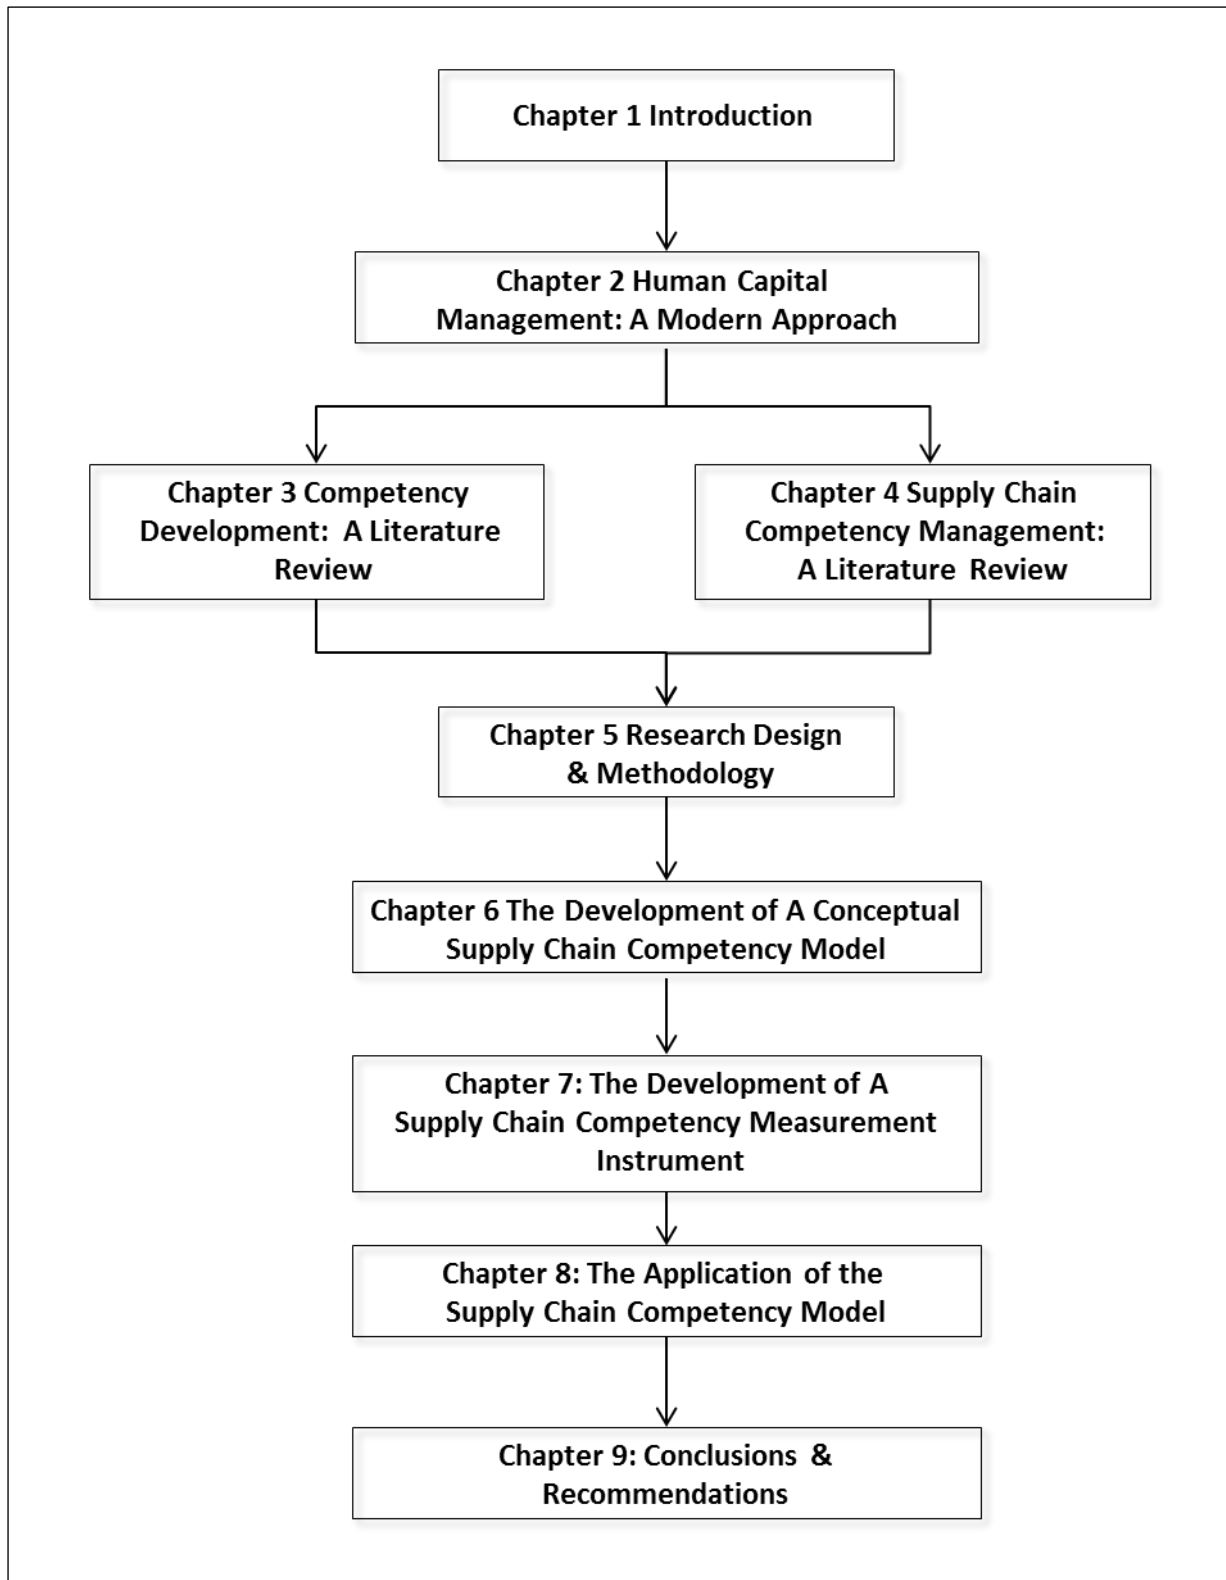 Chapter 1 Introduction
Chapter 2 Human Capital
Management: A Modern Approach
Chapter 3 Competency
Development: A Literature
Review
Chapter 4 Supply Chain
Competency Management:
A Literature Review
Chapter 5 Research Design
& Methodology
Chapter 6 The Development of A Conceptual
Supply Chain Competency Model
Chapter 7: The Development of A
Supply Chain Competency Measurement
Instrument
Chapter 8: The Application of the
Supply Chain Competency Model
Chapter 9: Conclusions &
Recommendations